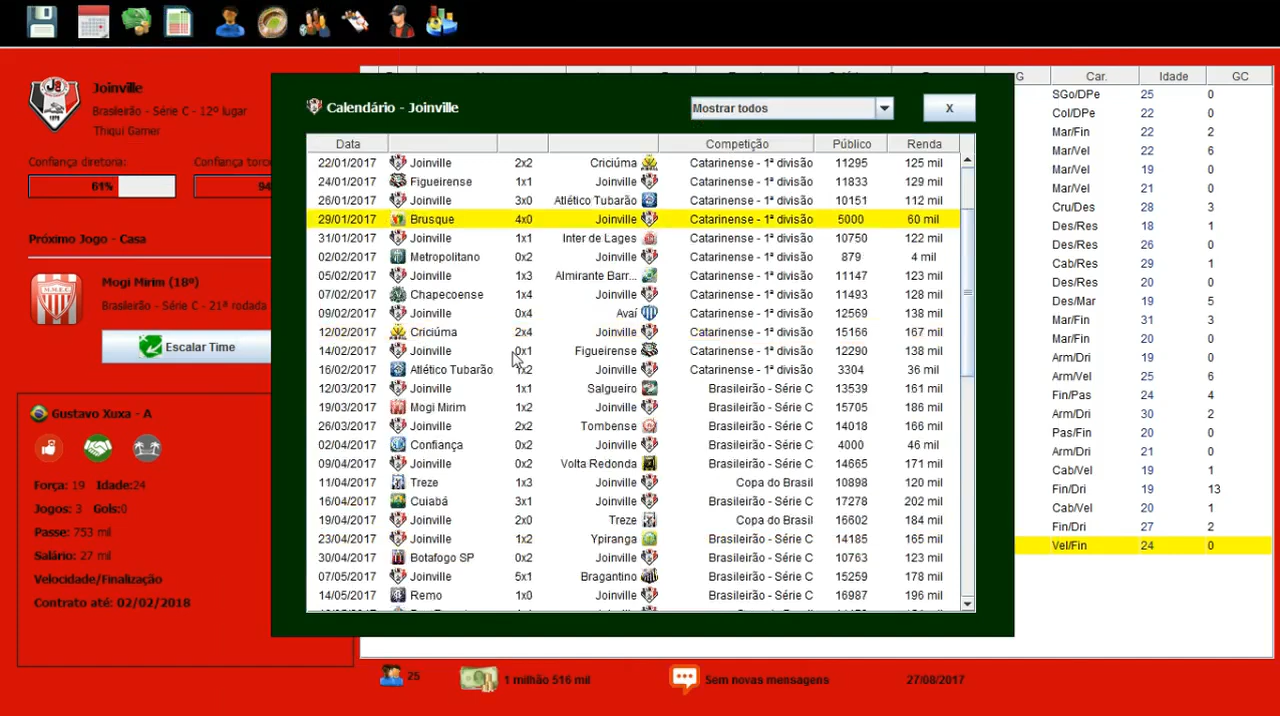 Joinville
Brasileirão - Série C - 12º lugar
Thiqui Gamer
Confiança diretoria:
Confiança torc
61%
94
Próximo Jogo - Casa
Mogi Mirim (18º)
Brasileirão - Série C - 21ª rodada
Escalar Time
Gustavo Xuxa - A
Força: 19 Idade:24
Jogos: 3 Gols:0
Passe: 753 mil
Salário: 27 mil
Velocidade/Finalização
Contrato até: 02/02/2018
Calendário - Joinville
Mostrar todos
X
Data Competição Público Renda
22/01/2017 Joinville 2x2 Criciúma Catarinense - 1ª divisão 11295 125 mil
24/01/2017 Figueirense 1x1 Joinville Catarinense - 1ª divisão 11833 129 mil
26/01/2017 Joinville 3x0 Atlético Tubarão Catarinense - 1ª divisão 10151 112 mil
29/01/2017 Brusque 4x0 Joinville Catarinense - 1ª divisão 5000 60 mil
31/01/2017 Joinville 1x1 Inter de Lages Catarinense - 1ª divisão 10750 122 mil
02/02/2017 Metropolitano 0x2 Joinville Catarinense - 1ª divisão 879 4 mil
05/02/2017 Joinville 1x3 Almirante Barr... Catarinense - 1ª divisão 11147 123 mil
07/02/2017 Chapecoense 1x4 Joinville Catarinense - 1ª divisão 11493 128 mil
09/02/2017 Joinville 0x4 Avaí Catarinense - 1ª divisão 12569 138 mil
12/02/2017 Criciúma 2x4 Joinville Catarinense - 1ª divisão 15166 167 mil
14/02/2017 Joinville 0x1 Figueirense Catarinense - 1ª divisão 12290 138 mil
16/02/2017 Atlético Tubarão 1x2 Joinville Catarinense - 1ª divisão 3304 36 mil
12/03/2017 Joinville 1x1 Salgueiro Brasileirão - Série C 13539 161 mil
19/03/2017 Mogi Mirim 1x2 Joinville Brasileirão - Série C 15705 186 mil
26/03/2017 Joinville 2x2 Tombense Brasileirão - Série C 14018 166 mil
02/04/2017 Confiança 0x2 Joinville Brasileirão - Série C 4000 46 mil
09/04/2017 Joinville 0x2 Volta Redonda Brasileirão - Série C 14665 171 mil
11/04/2017 Treze 1x3 Joinville Copa do Brasil 10898 120 mil
16/04/2017 Cuiabá 3x1 Joinville Brasileirão - Série C 17278 202 mil
19/04/2017 Joinville 2x0 Treze Copa do Brasil 16602 184 mil
23/04/2017 Joinville 1x2 Ypiranga Brasileirão - Série C 14185 165 mil
30/04/2017 Botafogo SP 0x2 Joinville Brasileirão - Série C 10763 123 mil
07/05/2017 Joinville 5x1 Bragantino Brasileirão - Série C 15259 178 mil
14/05/2017 Remo 1x0 Joinville Brasileirão - Série C 16987 196 mil
G Car. Idade GC
SGo/DPe 25 0
Col/DPe 22 0
Mar/Fin 22 2
Mar/Vel 22 6
Mar/Vel 19 0
Mar/Vel 21 0
Cru/Des 28 3
Des/Res 18 1
Des/Res 26 0
Cab/Res 29 1
Des/Res 20 0
Des/Mar 19 5
Mar/Fin 31 3
Mar/Fin 20 0
Arm/Dri 19 0
Arm/Vel 25 6
Fin/Pas 24 4
Arm/Dri 30 2
Pas/Fin 20 0
Arm/Dri 21 0
Cab/Vel 19 1
Fin/Dri 19 13
Cab/Vel 20 1
Fin/Dri 27 2
Vel/Fin 24 0
25
1 milhão 516 mil
Sem novas mensagens
27/08/2017